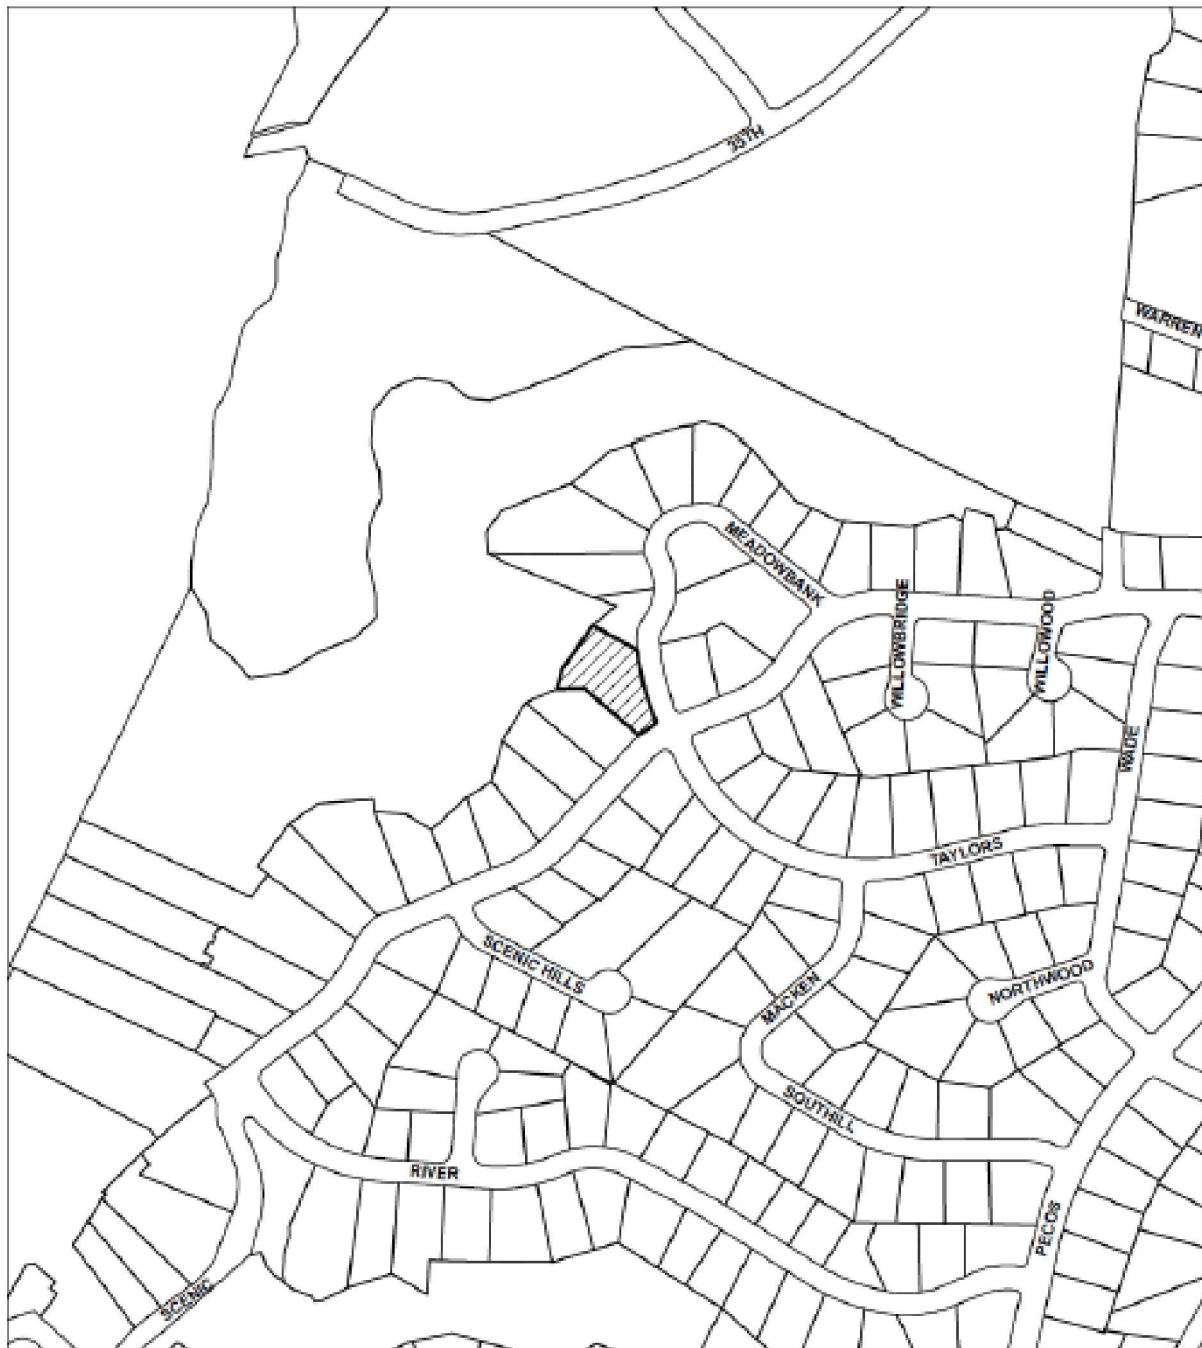 35TH
WARREN
MEADOWBANK
WILLOWBRIDGE
WILLOWOOD
WADE
TAYLORS
SCENIC HILLS
NORTHWOOD
MACKEN
SOUTHILL
RIVER
PECOS
SCENIC